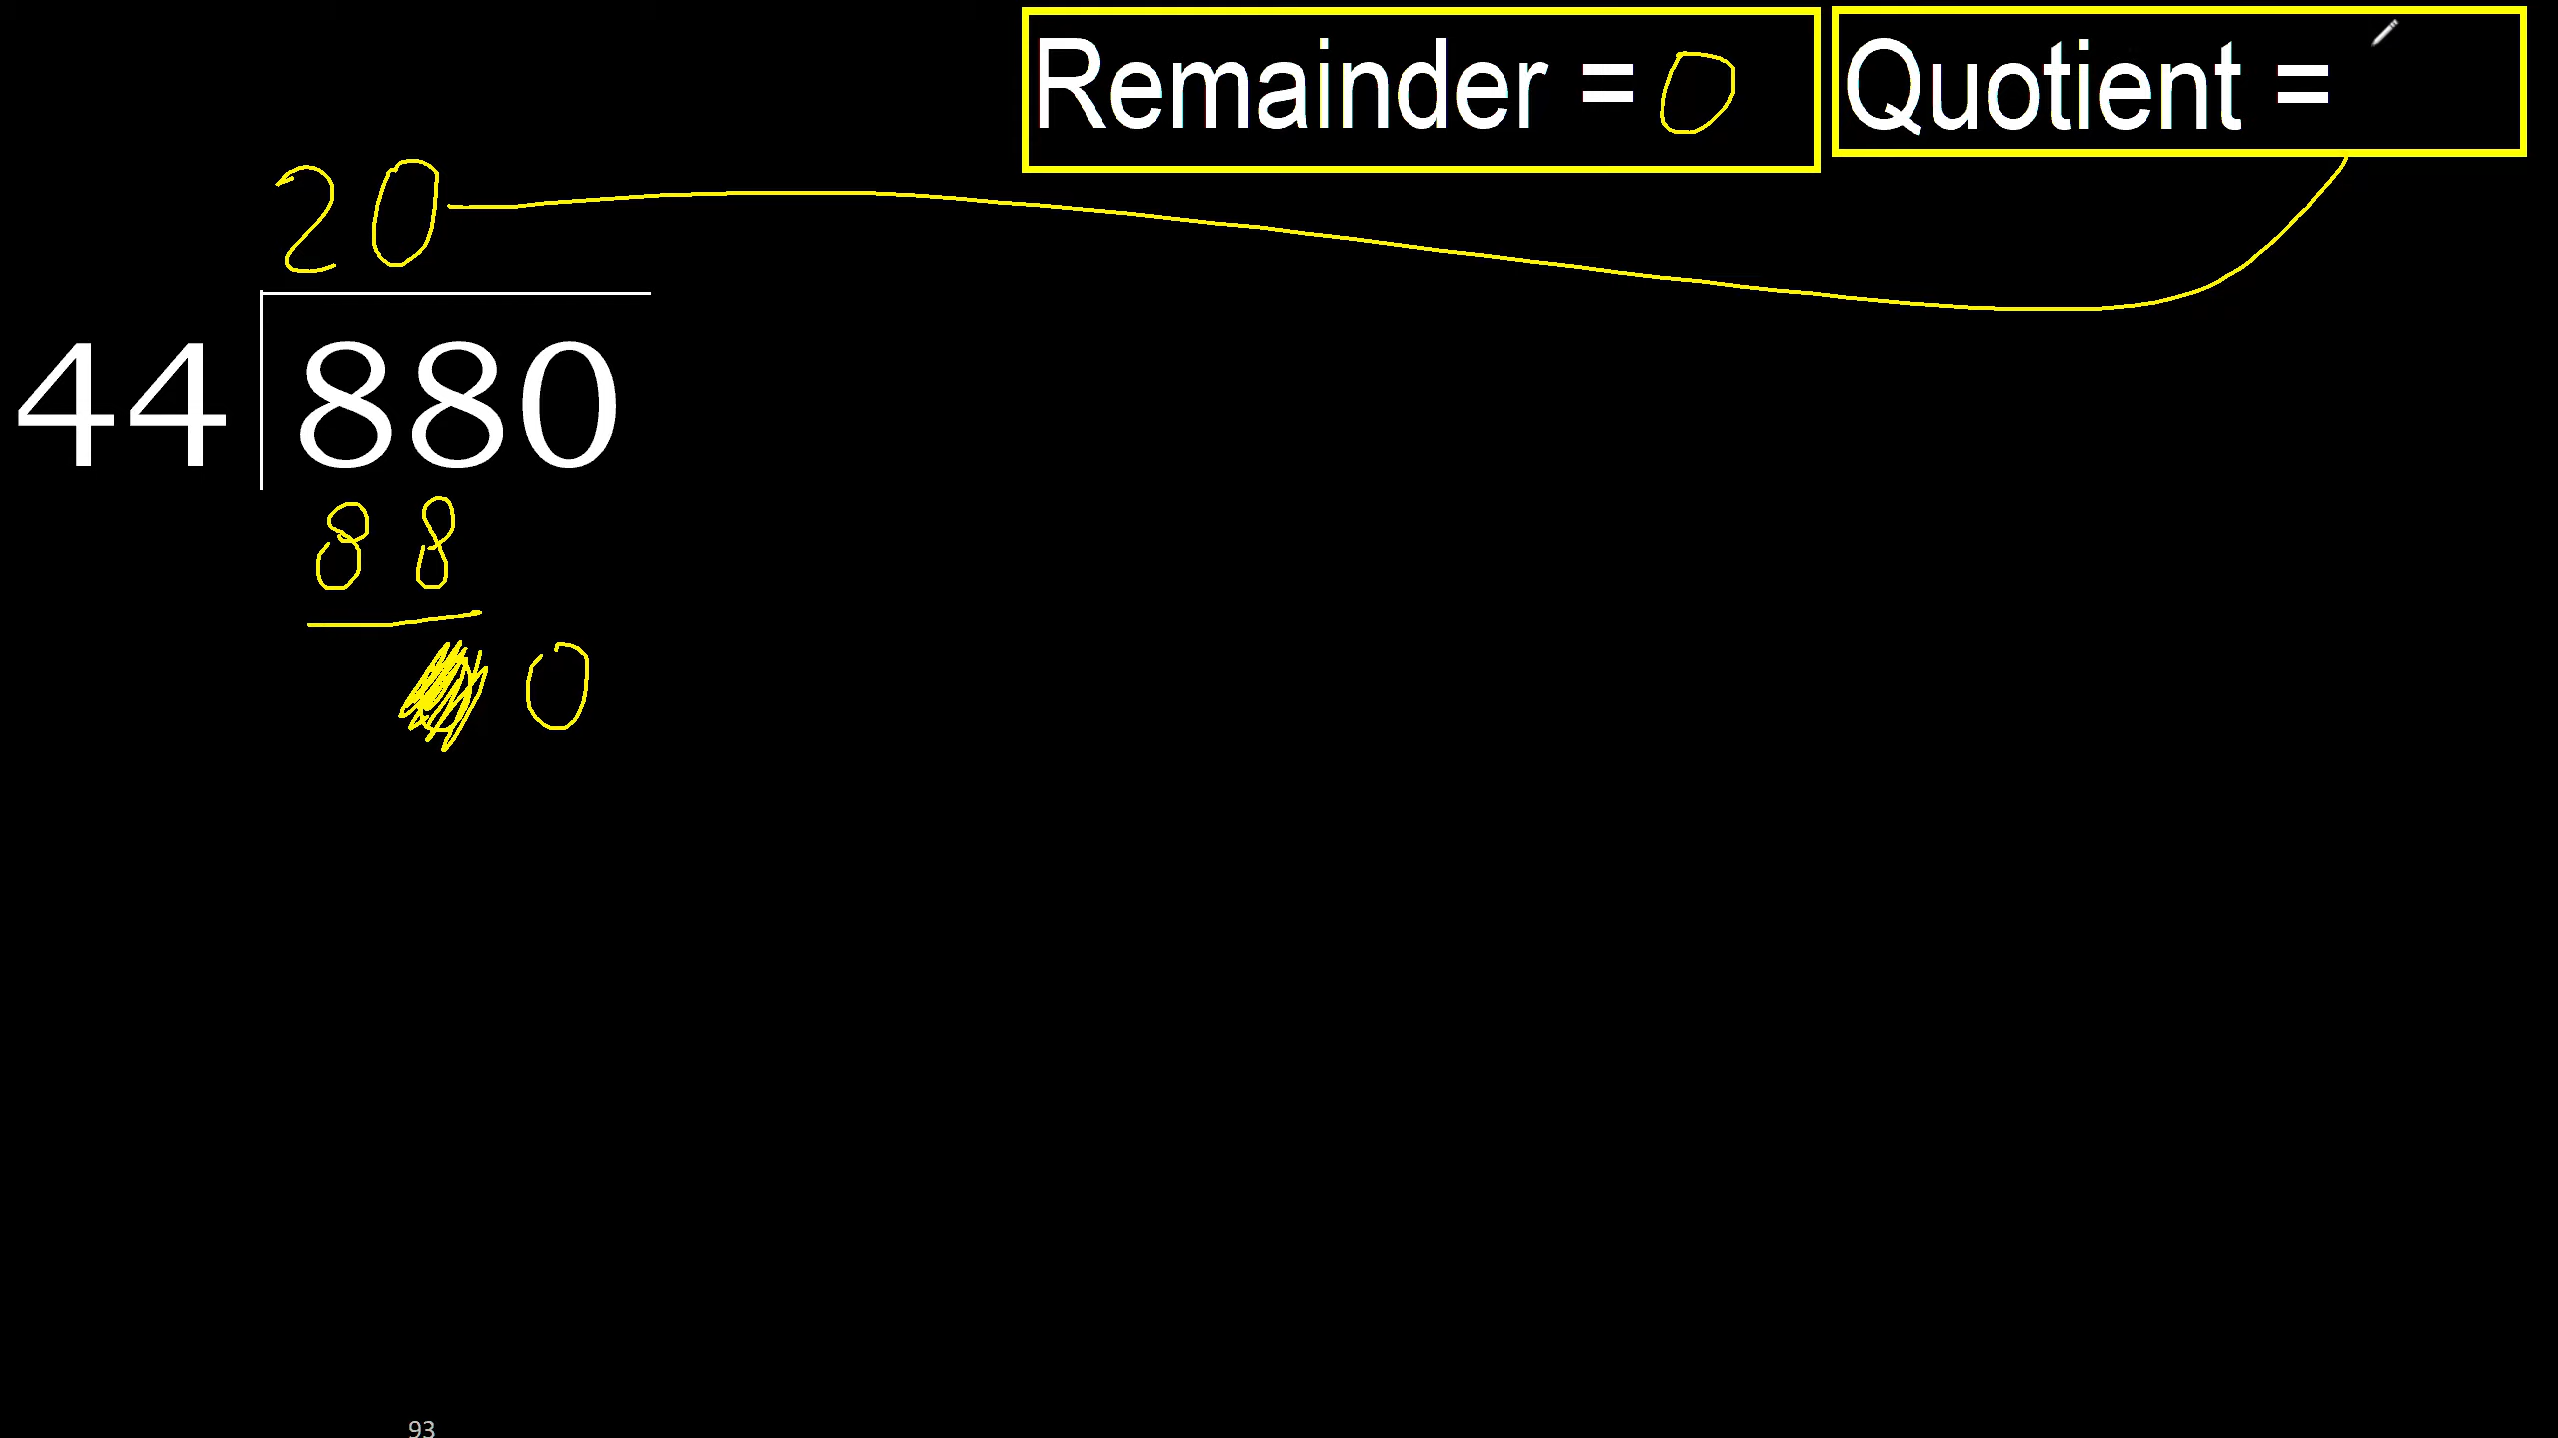 Remainder = 0
Quotient =
20
44 880
88
0
93